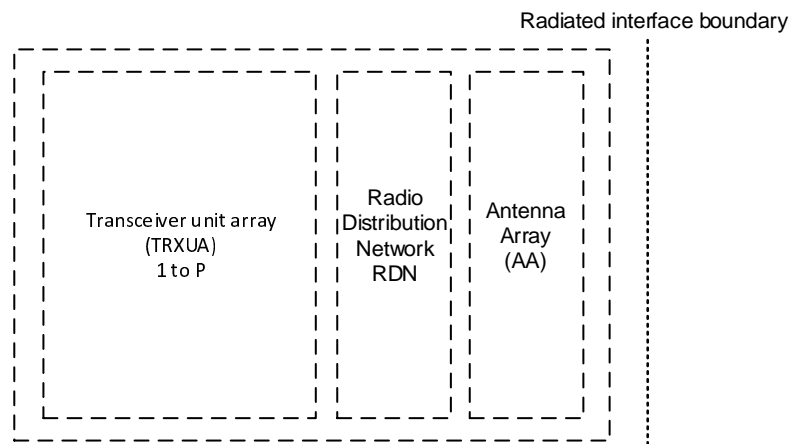 Radiated interface boundary
Transceiver unit array
(TRXUA)
1 to P
Radio
Distribution
Network
RDN
Antenna
Array
(AA)